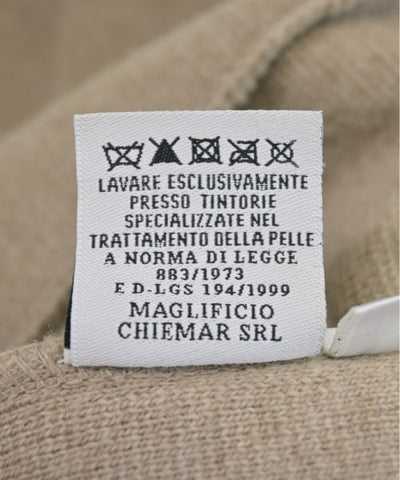 LAVARE ESCLUSIVAMENTE
PRESSO TINTORIE
SPECIALIZZATE NEL
TRATTAMENTO DELLA PELLE
A NORMA DI LEGGE
883/1973
E D-LGS 194/1999
MAGLIFICIO
CHIEMAR SRL